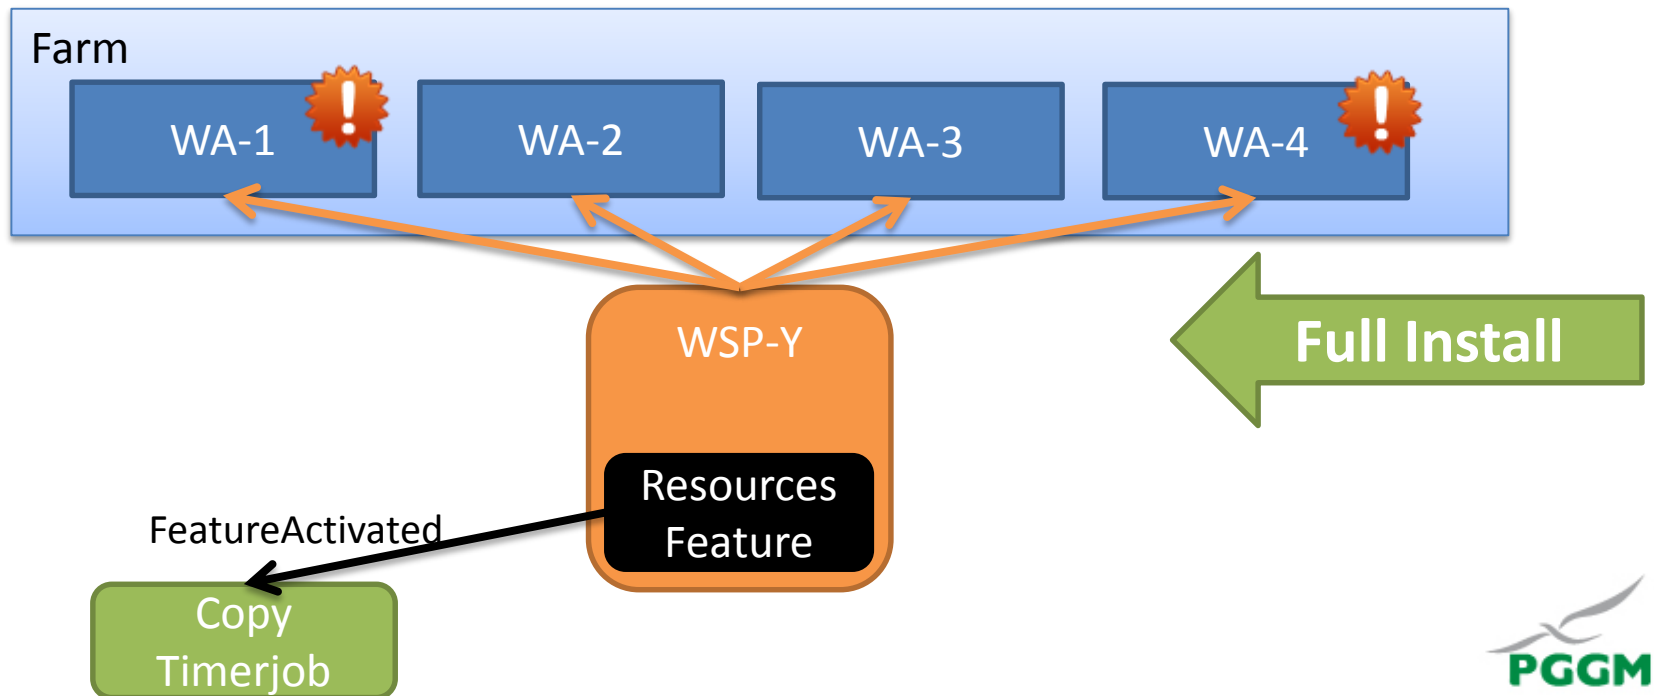 Farm
WA-1
WA-2
WA-3
WA-4
WSP-Y
Full Install
Resources
Feature
FeatureActivated
Copy
Timerjob
PGGM